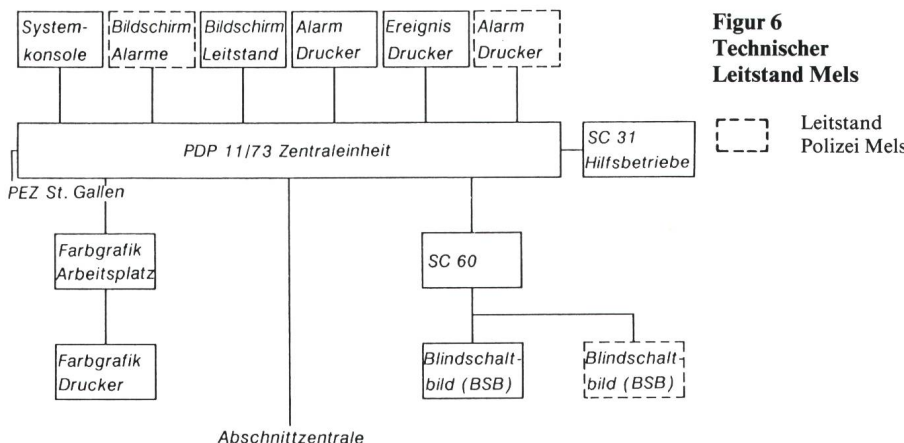 System-
konsole
Bildschirm
Alarme
Bildschirm
Leitstand
Alarm
Drucker
Ereignis
Drucker
Alarm
Drucker
Figur 6
Technischer
Leitstand Mels
Leitstand
Polizei Mels
PDP 11/73 Zentraleinheit
SC 31
Hilfsbetriebe
PEZ St. Gallen
Farbgrafik
Arbeitsplatz
SC 60
Farbgrafik
Drucker
Blindschalt-
bild (BSB)
Blindschalt-
bild (BSB)
Abschnittzentrale